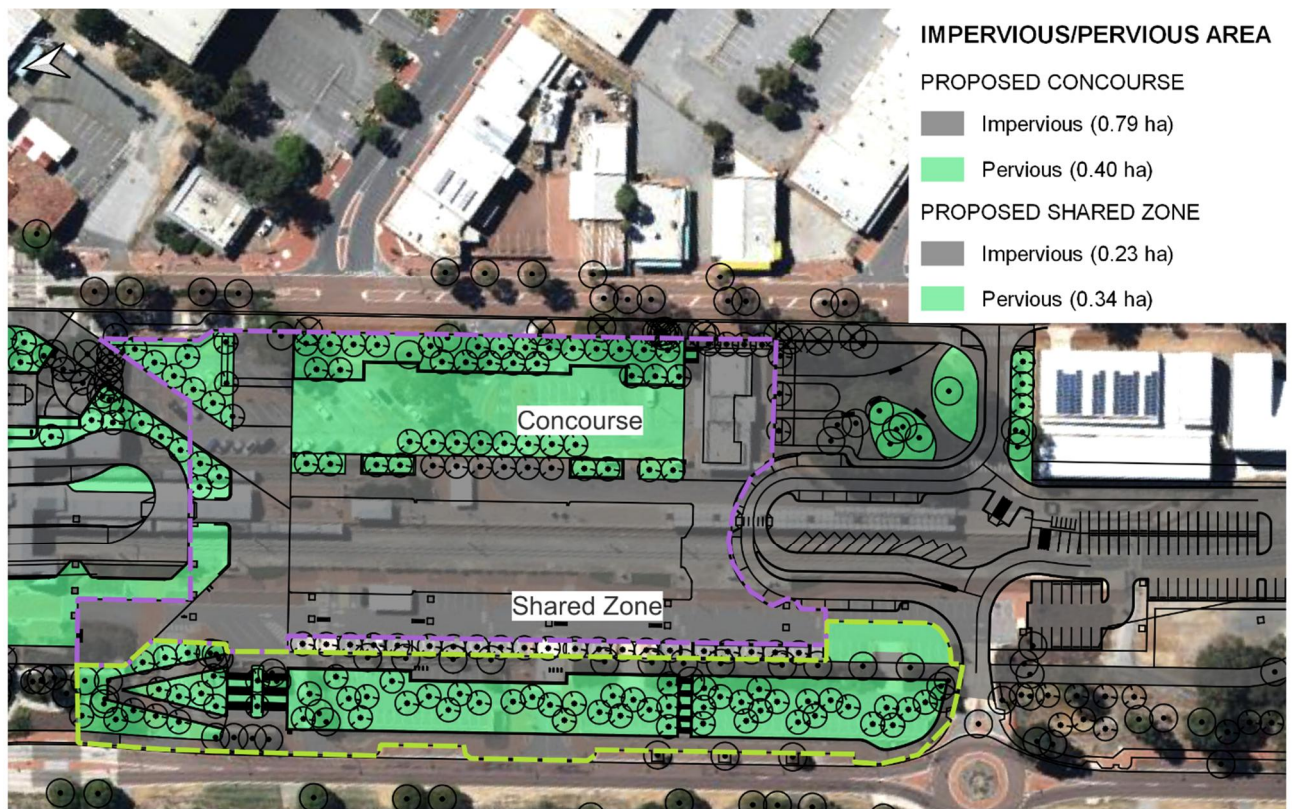 IMPERVIOUS/PERVIOUS AREA
PROPOSED CONCOURSE
Impervious (0.79 ha)
Pervious (0.40 ha)
PROPOSED SHARED ZONE
Impervious (0.23 ha)
Pervious (0.34 ha)
Concourse
Shared Zone